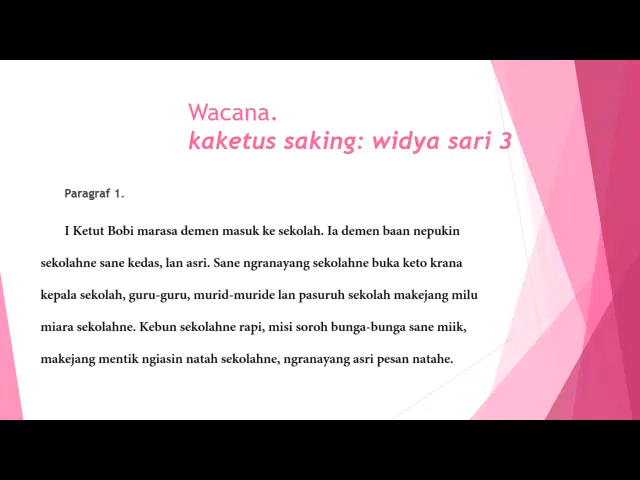 Wacana.
kaketus saking: widya sari 3
Paragraf 1.
I Ketut Bobi marasa demen masuk ke sekolah. Ia demen baan nepukin
sekolahne sane kedas, lan asri. Sane ngranayang sekolahne buka keto krana
kepala sekolah, guru-guru, murid-muride lan pasuruh sekolah makejang milu
miara sekolahne. Kebun sekolahne rapi, misi soroh bunga-bunga sane miik,
makejang mentik ngiasin natah sekolahne, ngranayang asri pesan natahe.